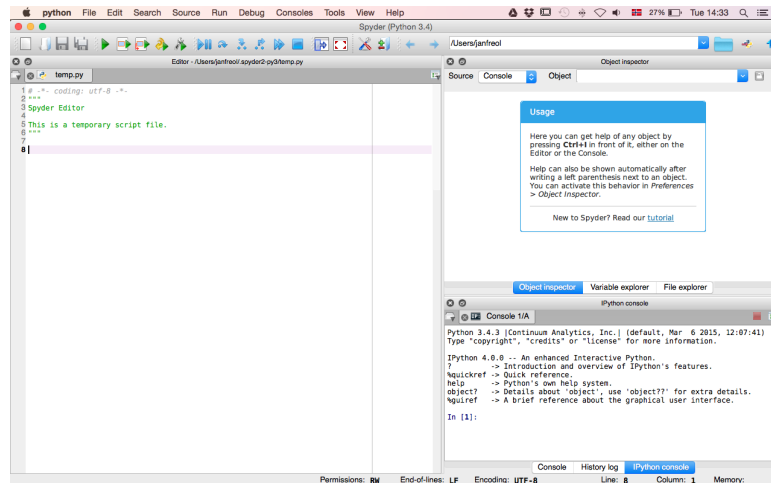 python File Edit Search Source Run Debug Consoles Tools View Help 27% Tue 14:33
Spyder (Python 3.4)
/Users/janfreol
Editor - /Users/janfreol/.spyder2-py3/temp.py
temp.py
1 # -*- coding: utf-8 -*-
2 """
3 Spyder Editor
4
5 This is a temporary script file.
6 """
7
8
Object inspector
Source Console Object
Usage
Here you can get help of any object by
pressing Ctrl+I in front of it, either on the
Editor or the Console.
Help can also be shown automatically after
writing a left parenthesis next to an object.
You can activate this behavior in Preferences
> Object Inspector.
New to Spyder? Read our tutorial
Object inspector Variable explorer File explorer
IPython console
Console 1/A
Python 3.4.3 |Continuum Analytics, Inc.| (default, Mar 6 2015, 12:07:41)
Type "copyright", "credits" or "license" for more information.
IPython 4.0.0 -- An enhanced Interactive Python.
? -> Introduction and overview of IPython's features.
%quickref -> Quick reference.
help -> Python's own help system.
object? -> Details about 'object', use 'object??' for extra details.
%guiref -> A brief reference about the graphical user interface.
In [1]:
Console History log IPython console
Permissions: RW End-of-lines: LF Encoding: UTF-8 Line: 8 Column: 1 Memory: